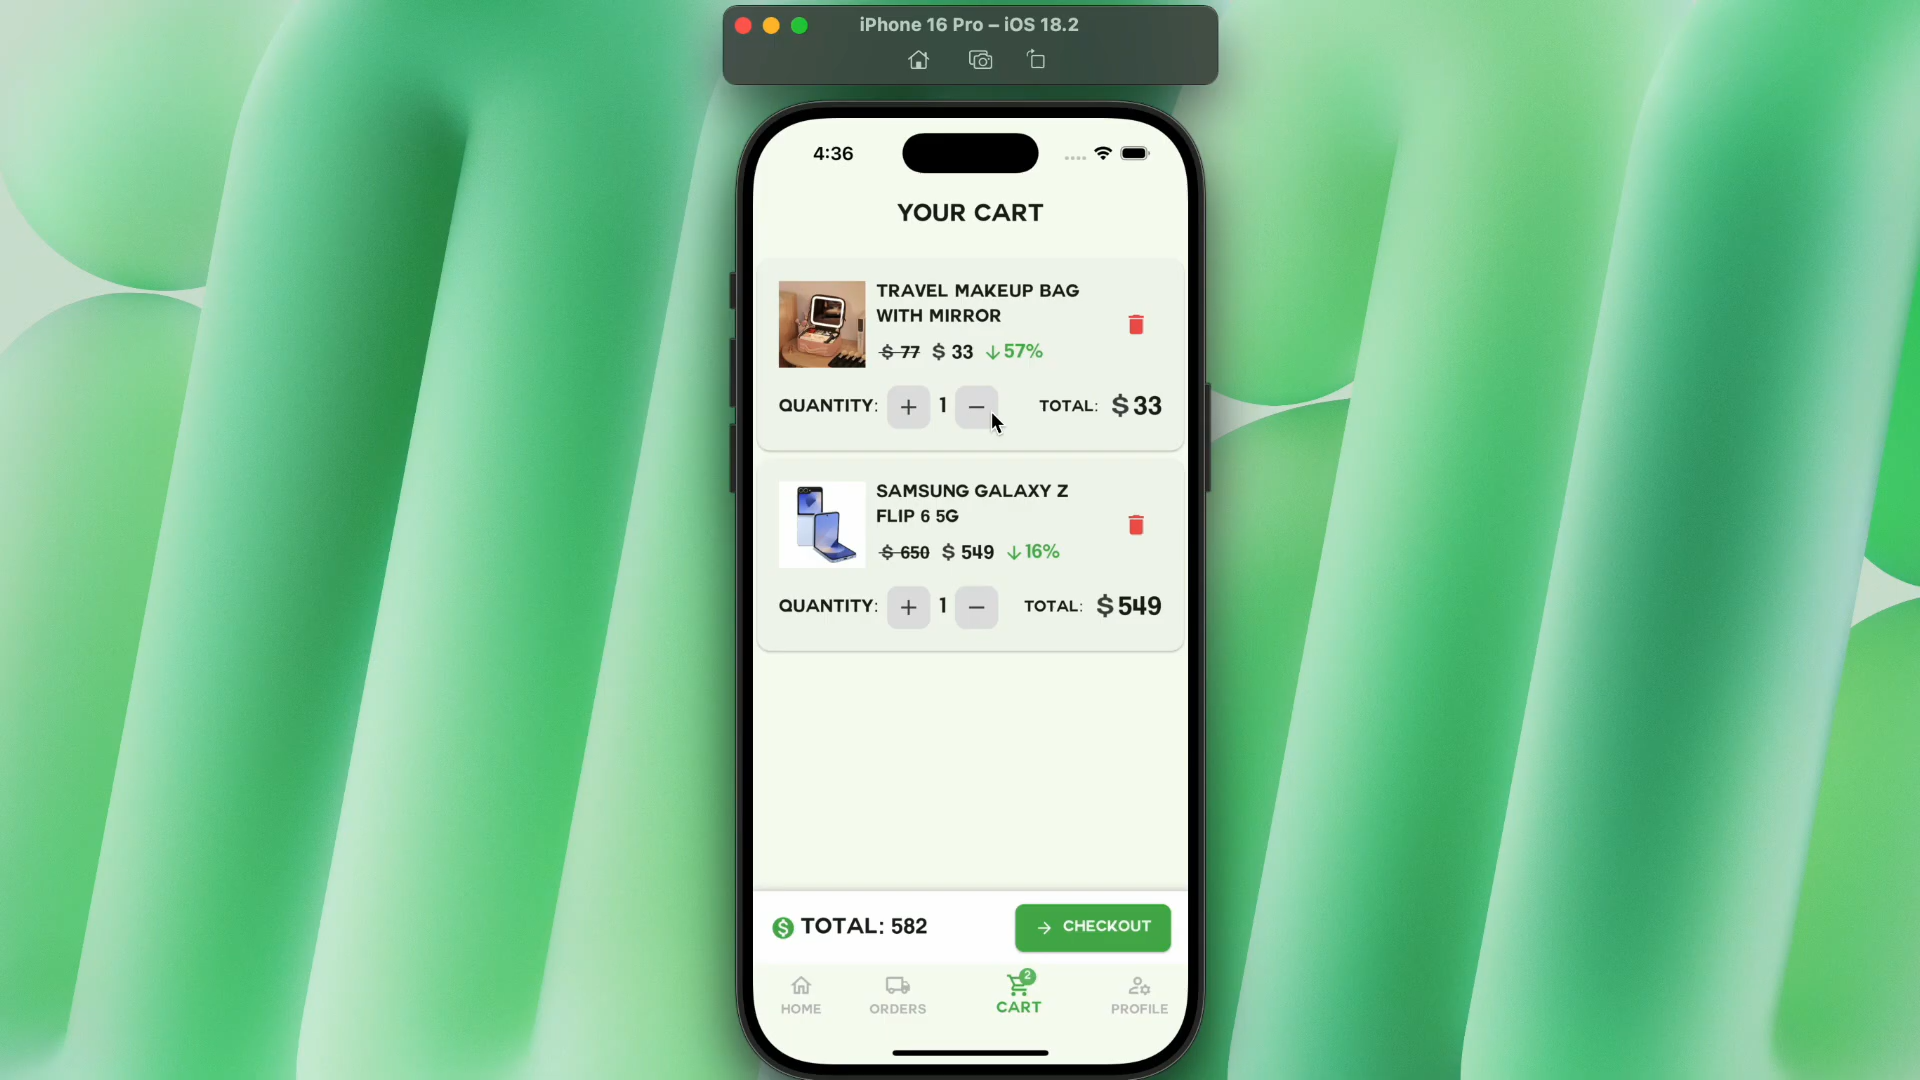 iPhone 16 Pro – iOS 18.2
4:36
YOUR CART
TRAVEL MAKEUP BAG
WITH MIRROR
$ 77 $ 33 ↓57%
QUANTITY: + 1 − TOTAL: $33
SAMSUNG GALAXY Z
FLIP 6 5G
$ 650 $ 549 ↓16%
QUANTITY: + 1 − TOTAL: $549
$ TOTAL: 582 → CHECKOUT
2
HOME ORDERS CART PROFILE